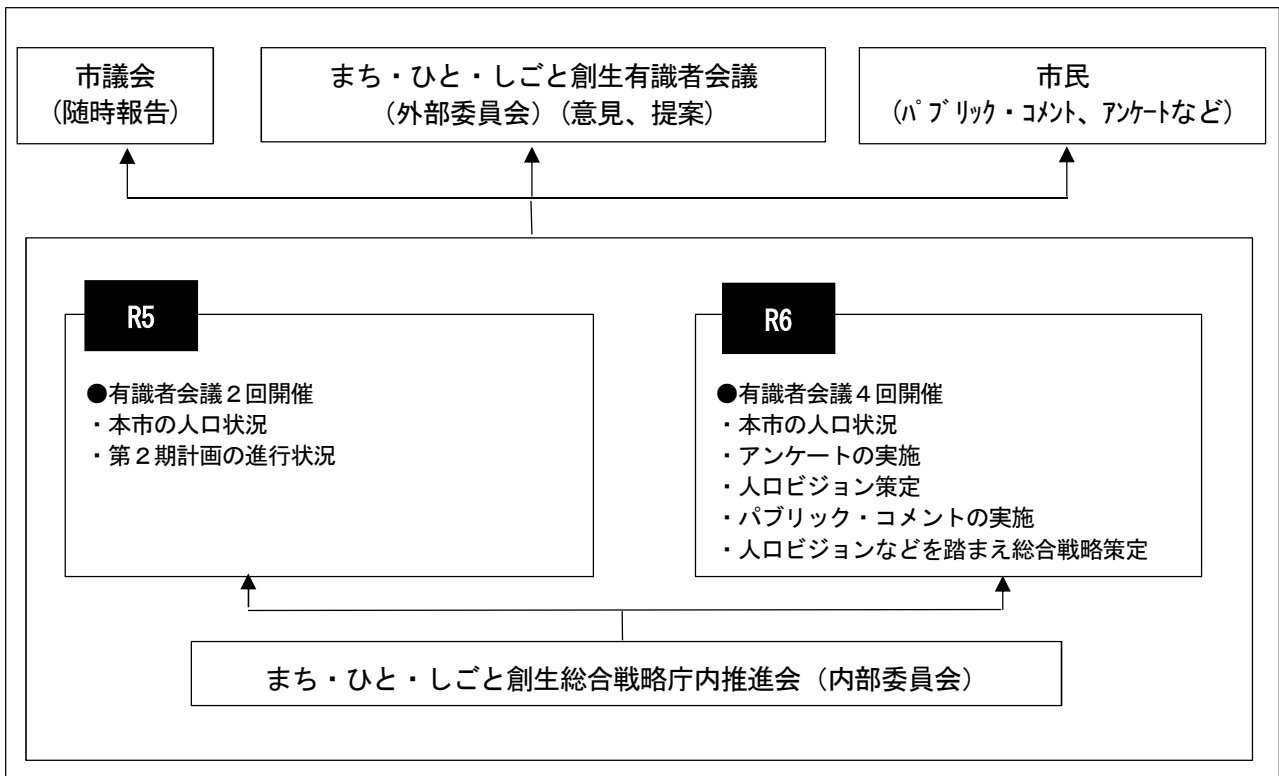 市議会
（随時報告）
まち・ひと・しごと創生有識者会議
（外部委員会）（意見、提案）
市民
（ﾊﾟﾌﾞﾘｯｸ・ｺﾒﾝﾄ、ｱﾝｹｰﾄなど）
R5
●有識者会議２回開催
・本市の人口状況
・第２期計画の進行状況
R6
●有識者会議４回開催
・本市の人口状況
・アンケートの実施
・人口ビジョン策定
・パブリック・コメントの実施
・人口ビジョンなどを踏まえ総合戦略策定
まち・ひと・しごと創生総合戦略庁内推進会（内部委員会）